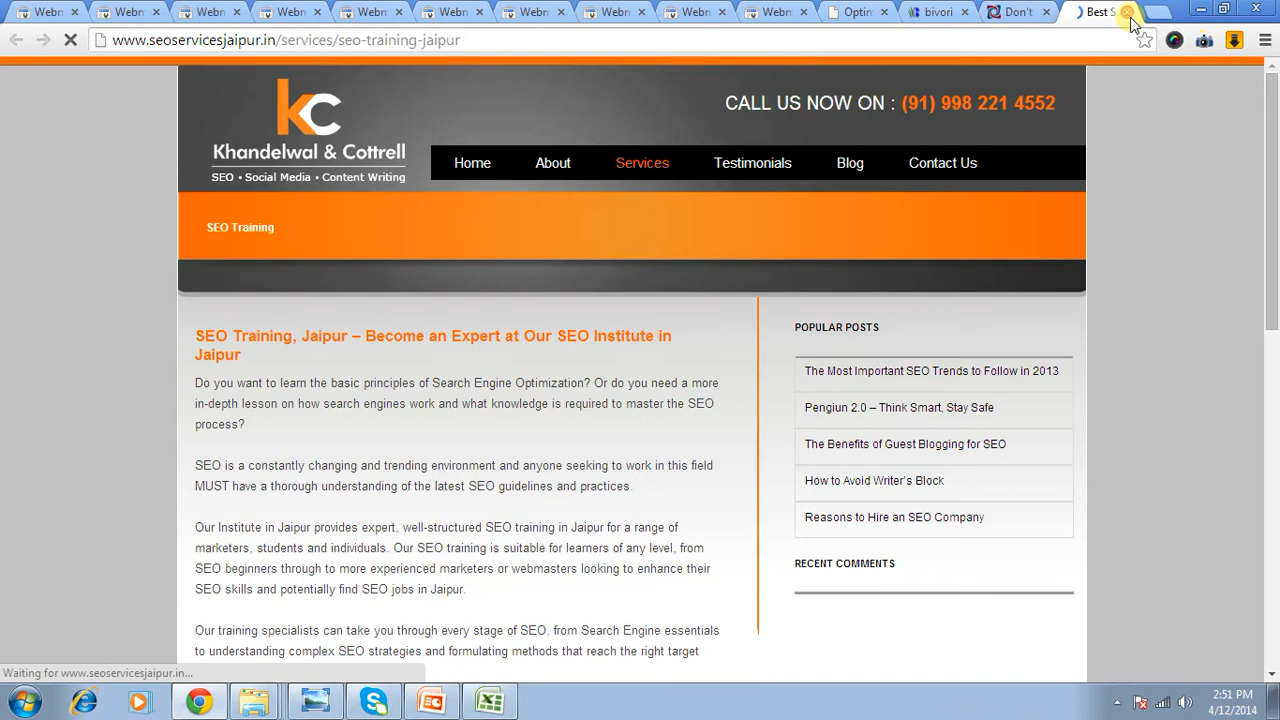 Webm Webm Webm Webm Webm Webm Webm Webm Webm Webm Optim bivori Don't Best S
www.seoservicesjaipur.in/services/seo-training-jaipur
kc
Khandelwal & Cottrell
SEO • Social Media • Content Writing
CALL US NOW ON : (91) 998 221 4552
Home About Services Testimonials Blog Contact Us
SEO Training
SEO Training, Jaipur – Become an Expert at Our SEO Institute in
Jaipur
Do you want to learn the basic principles of Search Engine Optimization? Or do you need a more
in-depth lesson on how search engines work and what knowledge is required to master the SEO
process?
SEO is a constantly changing and trending environment and anyone seeking to work in this field
MUST have a thorough understanding of the latest SEO guidelines and practices.
Our Institute in Jaipur provides expert, well-structured SEO training in Jaipur for a range of
marketers, students and individuals. Our SEO training is suitable for learners of any level, from
SEO beginners through to more experienced marketers or webmasters looking to enhance their
SEO skills and potentially find SEO jobs in Jaipur.
Our training specialists can take you through every stage of SEO, from Search Engine essentials
to understanding complex SEO strategies and formulating methods that reach the right target
POPULAR POSTS
The Most Important SEO Trends to Follow in 2013
Pengiun 2.0 – Think Smart, Stay Safe
The Benefits of Guest Blogging for SEO
How to Avoid Writer's Block
Reasons to Hire an SEO Company
RECENT COMMENTS
Waiting for www.seoservicesjaipur.in...
2:51 PM
4/12/2014